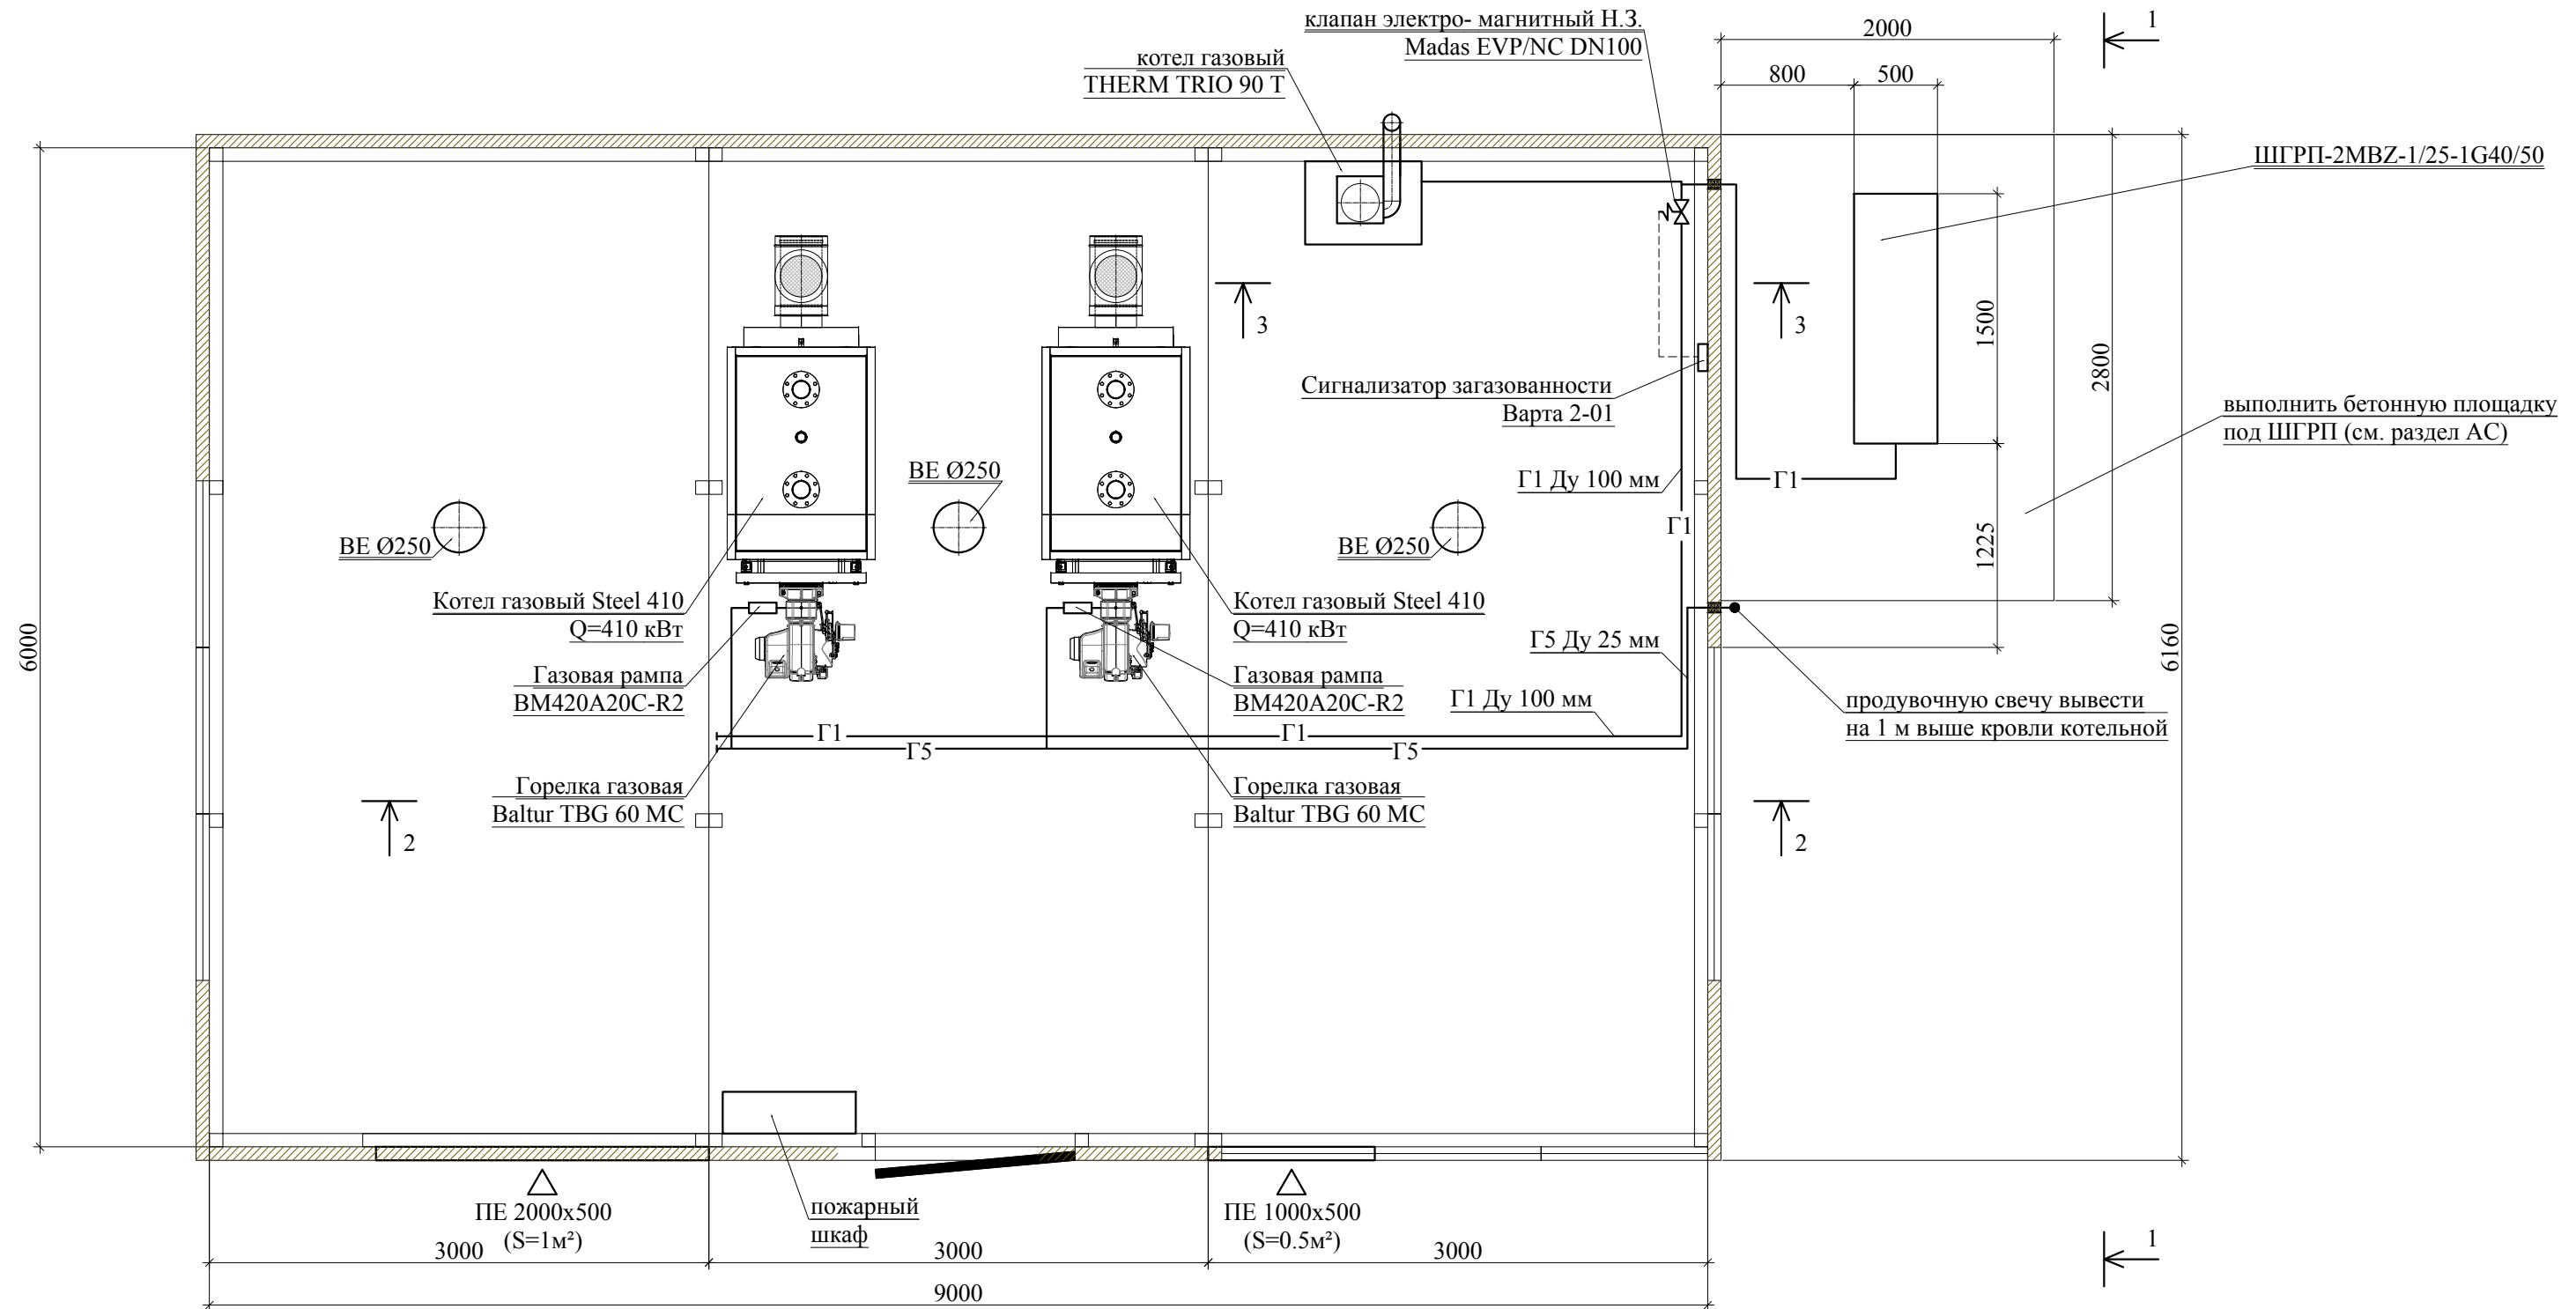 клапан электро- магнитный Н.З.
Madas EVP/NC DN100
2000
1
котел газовый
THERM TRIO 90 T
800
500
ШГРП-2MBZ-1/25-1G40/50
3
3
1500
2800
Сигнализатор загазованности
Варта 2-01
выполнить бетонную площадку
под ШГРП (см. раздел АС)
ВЕ Ø250
Г1 Ду 100 мм
Г1
Г1
ВЕ Ø250
ВЕ Ø250
1225
Котел газовый Steel 410
Q=410 кВт
Котел газовый Steel 410
Q=410 кВт
6000
Г5 Ду 25 мм
6160
Газовая рампа
BM420A20C-R2
Газовая рампа
BM420A20C-R2
Г1 Ду 100 мм
продувочную свечу вывести
на 1 м выше кровли котельной
Г1
Г1
Г5
Г5
Горелка газовая
Baltur TBG 60 MC
Горелка газовая
Baltur TBG 60 MC
2
2
пожарный
шкаф
ПЕ 2000х500
(S=1м²)
ПЕ 1000х500
(S=0.5м²)
1
3000
3000
3000
9000